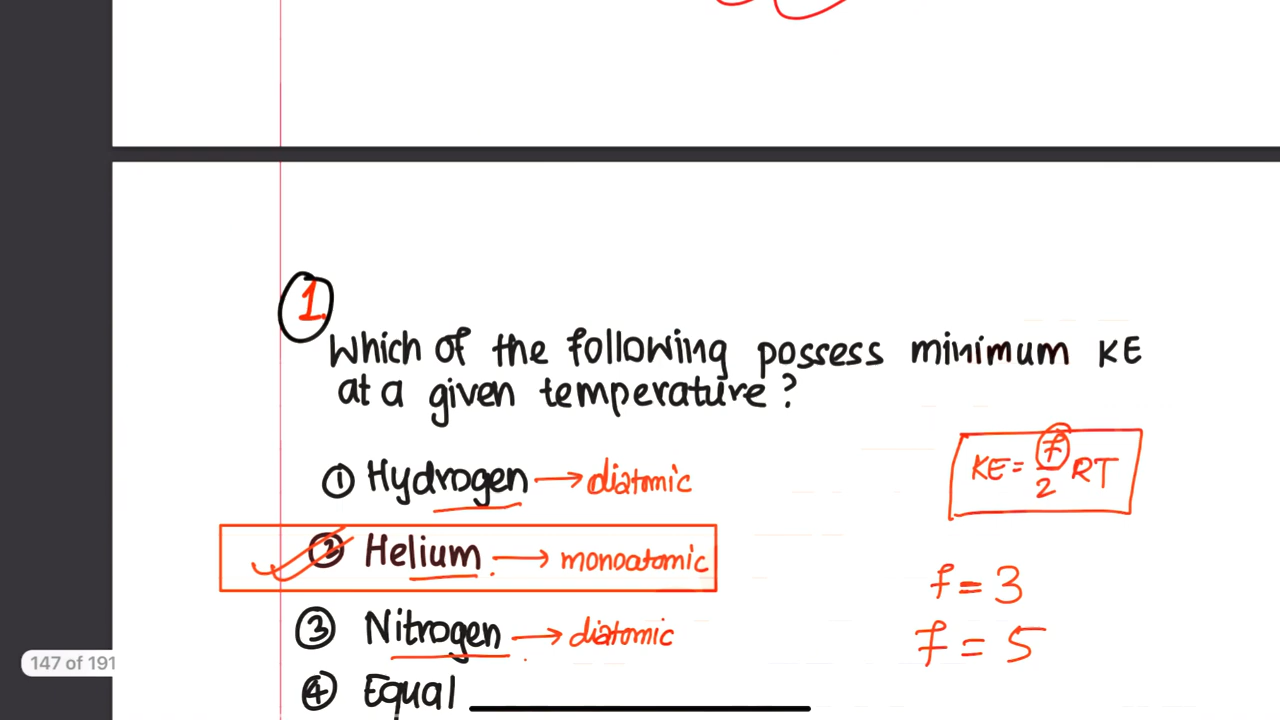 1.
Which of the following possess minimum KE
at a given temperature?
① Hydrogen → diatomic
KE = f/2 RT
② Helium → monoatomic
f = 3
③ Nitrogen → diatomic
f = 5
147 of 191
④ Equal